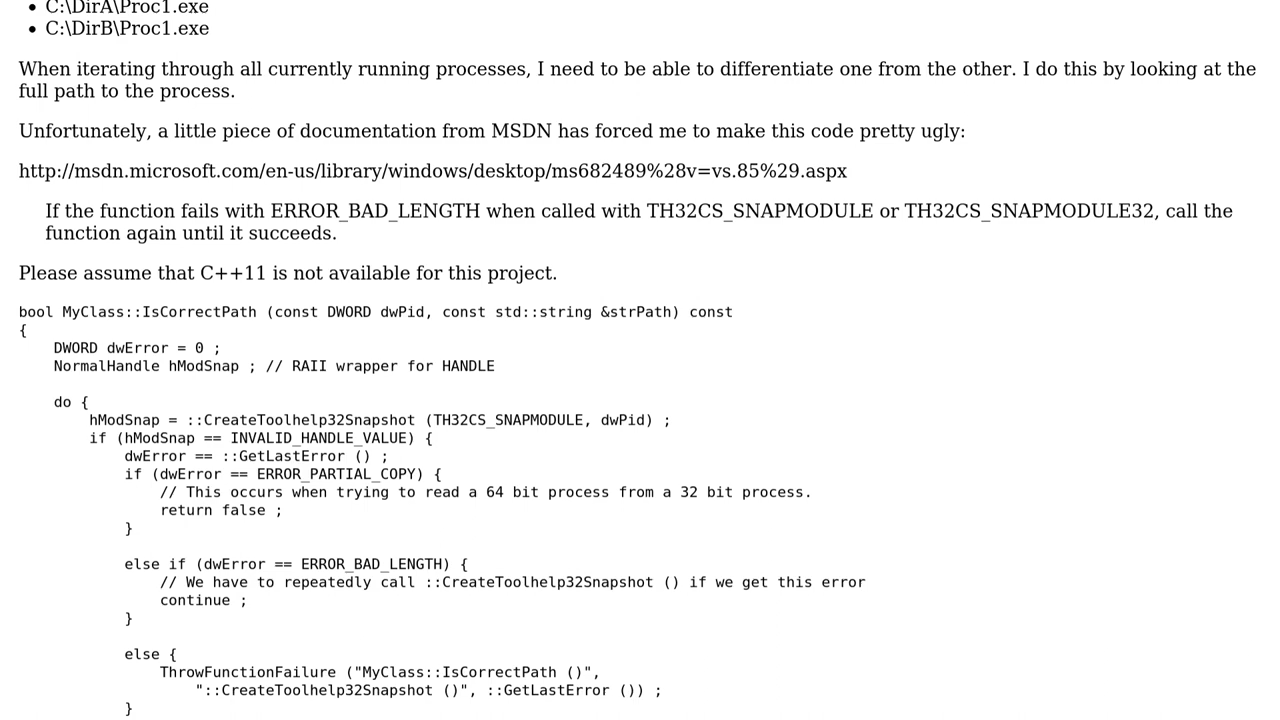 • C:\DirA\Proc1.exe
• C:\DirB\Proc1.exe
When iterating through all currently running processes, I need to be able to differentiate one from the other. I do this by looking at the
full path to the process.
Unfortunately, a little piece of documentation from MSDN has forced me to make this code pretty ugly:
http://msdn.microsoft.com/en-us/library/windows/desktop/ms682489%28v=vs.85%29.aspx
If the function fails with ERROR_BAD_LENGTH when called with TH32CS_SNAPMODULE or TH32CS_SNAPMODULE32, call the
function again until it succeeds.
Please assume that C++11 is not available for this project.
bool MyClass::IsCorrectPath (const DWORD dwPid, const std::string &strPath) const
{
    DWORD dwError = 0 ;
    NormalHandle hModSnap ; // RAII wrapper for HANDLE
    do {
        hModSnap = ::CreateToolhelp32Snapshot (TH32CS_SNAPMODULE, dwPid) ;
        if (hModSnap == INVALID_HANDLE_VALUE) {
            dwError == ::GetLastError () ;
            if (dwError == ERROR_PARTIAL_COPY) {
                // This occurs when trying to read a 64 bit process from a 32 bit process.
                return false ;
            }
            else if (dwError == ERROR_BAD_LENGTH) {
                // We have to repeatedly call ::CreateToolhelp32Snapshot () if we get this error
                continue ;
            }
            else {
                ThrowFunctionFailure ("MyClass::IsCorrectPath ()",
                    "::CreateToolhelp32Snapshot ()", ::GetLastError ()) ;
            }